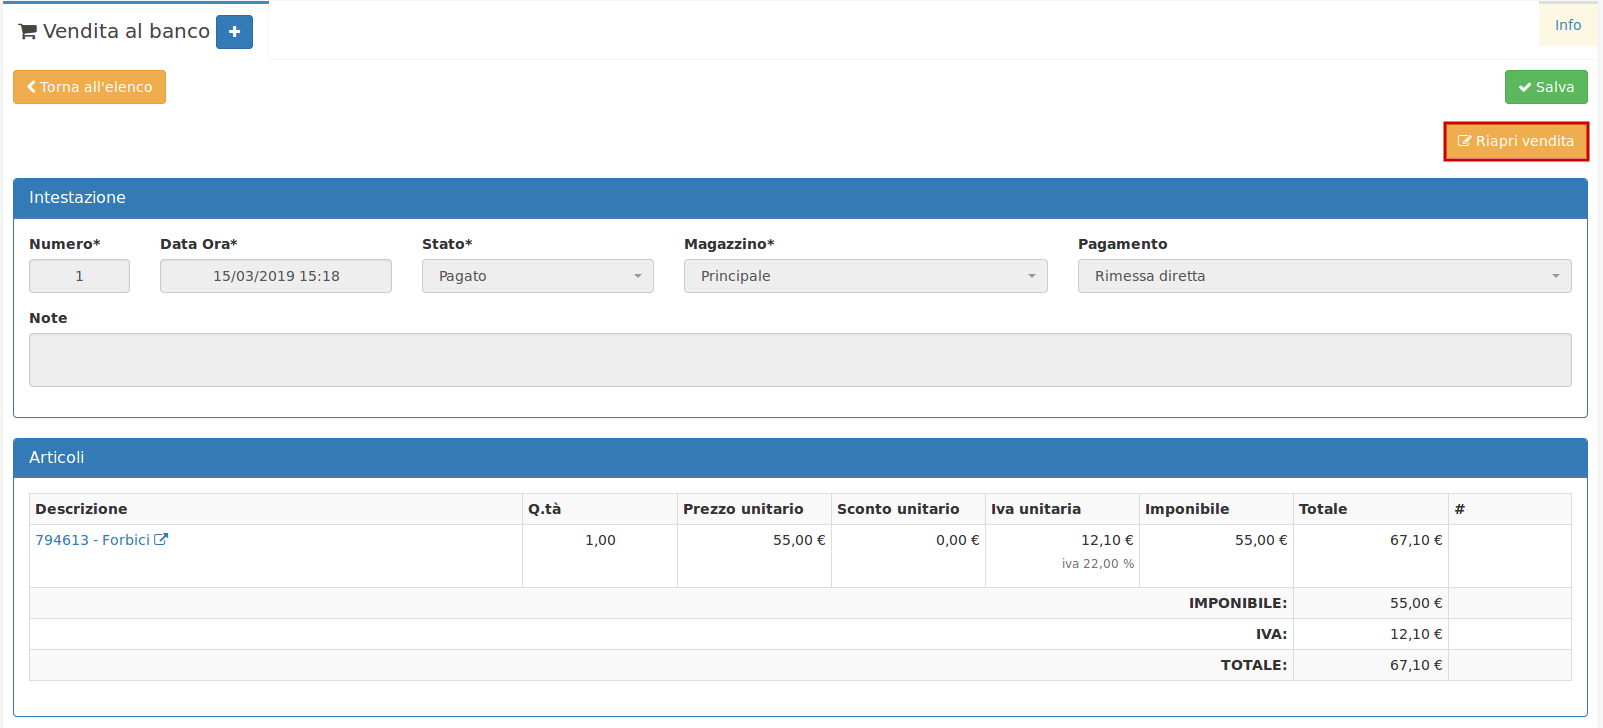 Vendita al banco
Info
Torna all'elenco
Salva
Riapri vendita
Intestazione
Numero* Data Ora* Stato* Magazzino* Pagamento
1 15/03/2019 15:18 Pagato Principale Rimessa diretta
Note
Articoli
Descrizione Q.tà Prezzo unitario Sconto unitario Iva unitaria Imponibile Totale #
794613 - Forbici 1,00 55,00 € 0,00 € 12,10 € 55,00 € 67,10 €
iva 22,00 %
IMPONIBILE: 55,00 €
IVA: 12,10 €
TOTALE: 67,10 €